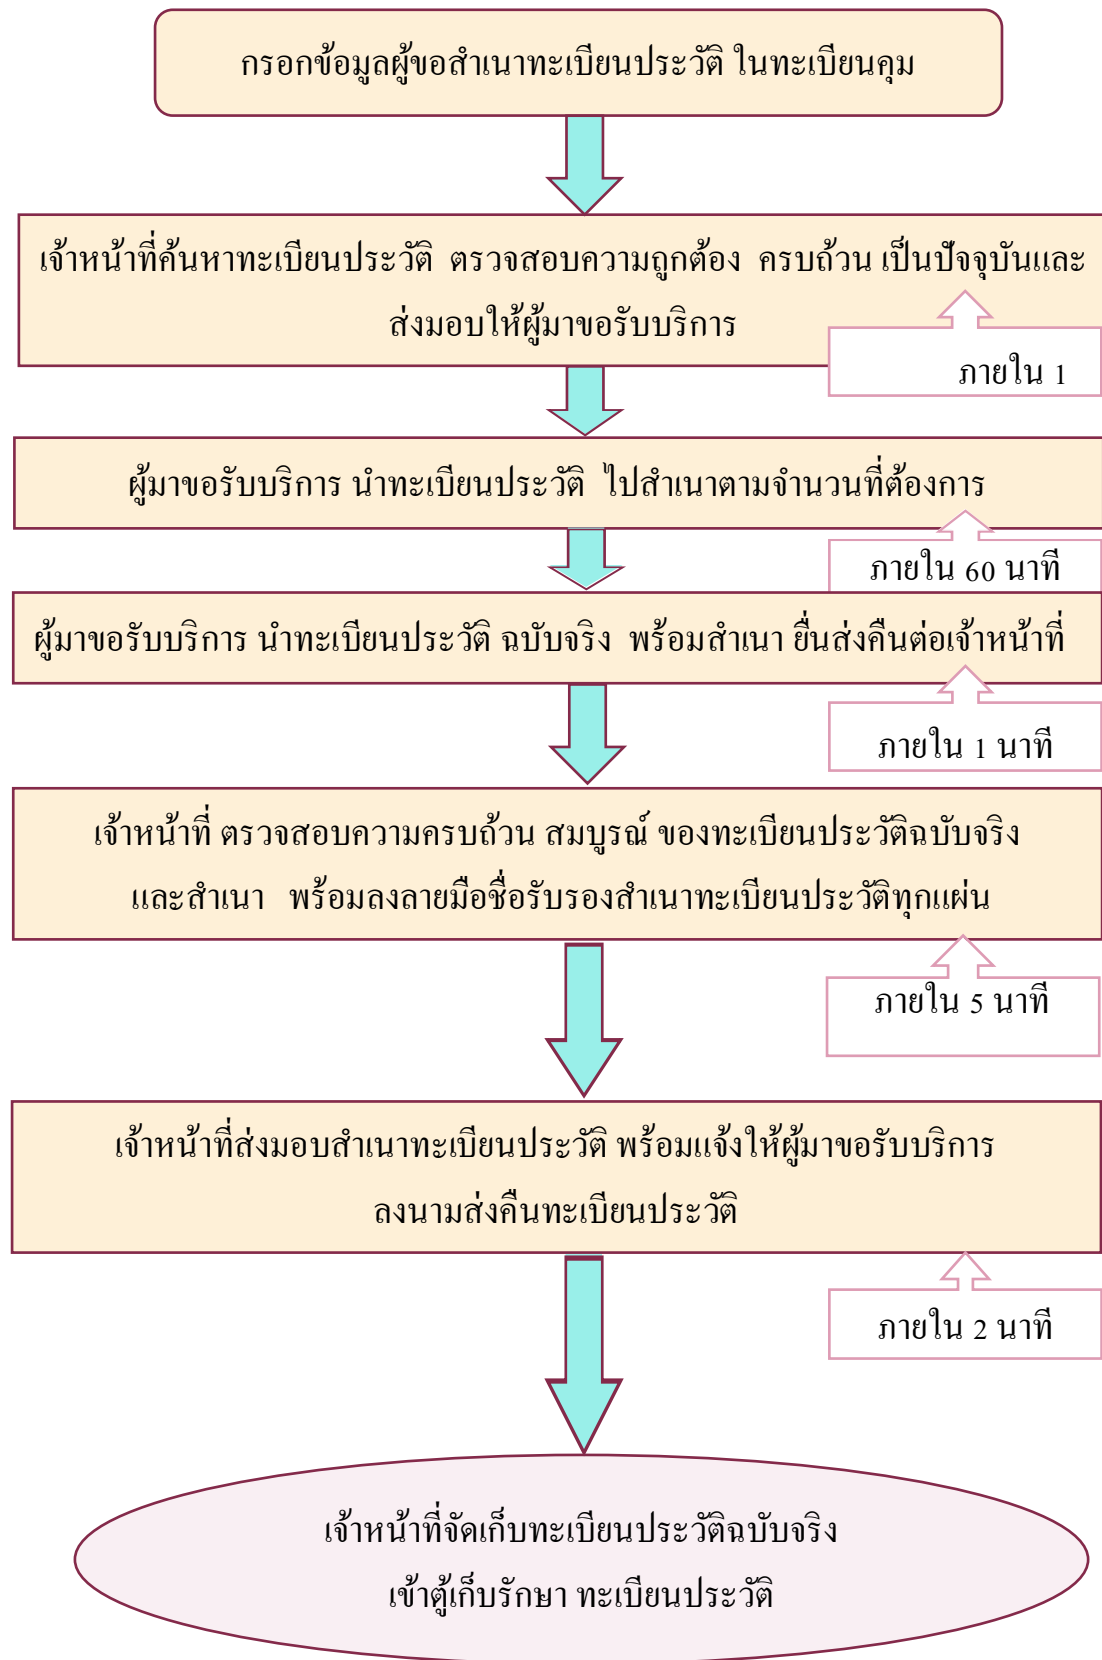 กรอกข้อมูลผู้ขอสำเนาทะเบียนประวัติ ในทะเบียนคุม
เจ้าหน้าที่ค้นหาทะเบียนประวัติ ตรวจสอบความถูกต้อง ครบถ้วน เป็นปัจจุบันและ
ส่งมอบให้ผู้มาขอรับบริการ
ภายใน 1
ผู้มาขอรับบริการ นำทะเบียนประวัติ ไปสำเนาตามจำนวนที่ต้องการ
ภายใน 60 นาที
ผู้มาขอรับบริการ นำทะเบียนประวัติ ฉบับจริง พร้อมสำเนา ยื่นส่งคืนต่อเจ้าหน้าที่
ภายใน 1 นาที
เจ้าหน้าที่ ตรวจสอบความครบถ้วน สมบูรณ์ ของทะเบียนประวัติฉบับจริง
และสำเนา พร้อมลงลายมือชื่อรับรองสำเนาทะเบียนประวัติทุกแผ่น
ภายใน 5 นาที
เจ้าหน้าที่ส่งมอบสำเนาทะเบียนประวัติ พร้อมแจ้งให้ผู้มาขอรับบริการ
ลงนามส่งคืนทะเบียนประวัติ
ภายใน 2 นาที
เจ้าหน้าที่จัดเก็บทะเบียนประวัติฉบับจริง
เข้าตู้เก็บรักษา ทะเบียนประวัติ